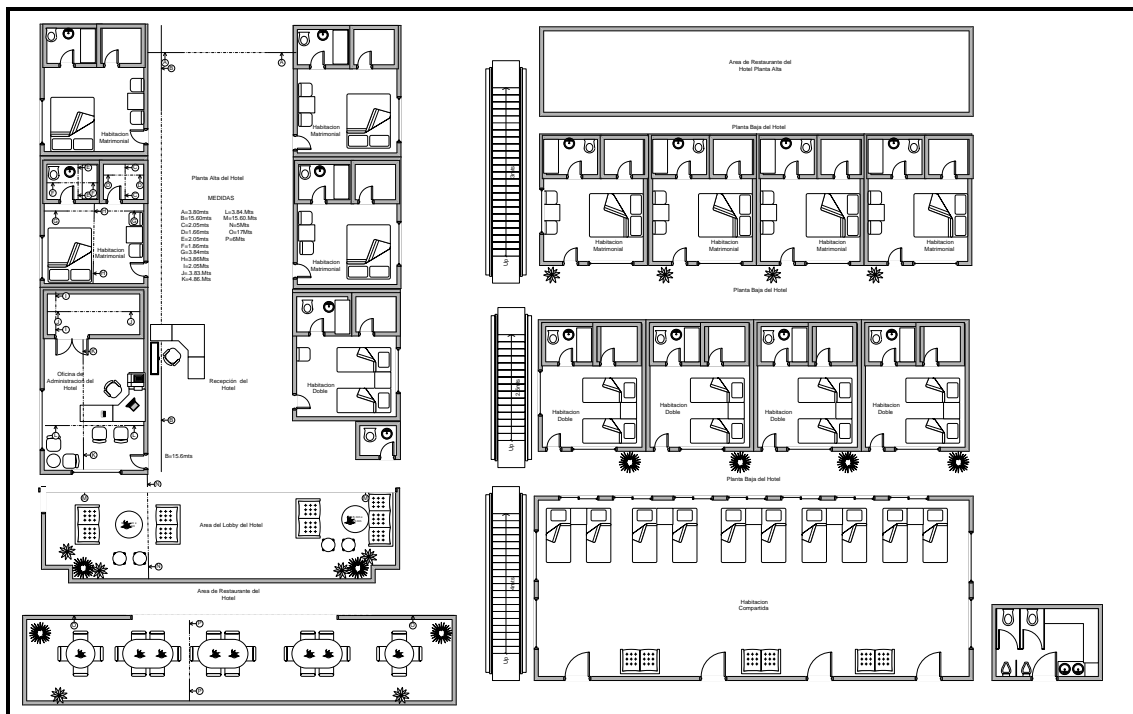 Habitacion
Matrimonial
Habitacion
Matrimonial
Planta Alta del Hotel
MEDIDAS
A=3.80mts
B=15.60mts
C=2.05mts
D=1.66mts
E=2.05mts
F=1.86mts
G=3.84mts
H=3.86Mts
I=2.05Mts
J=3.83.Mts
K=4.86.Mts
L=3.84.Mts
M=15.60.Mts
N=5Mts
O=17Mts
P=6Mts
Habitacion
Matrimonial
Habitacion
Matrimonial
Oficina de
Administracion del
Hotel
Recepción del
Hotel
Habitacion
Doble
B=15.6mts
Area del Lobby del Hotel
Area de Restaurante del
Hotel
Area de Restaurante del
Hotel Planta Alta
Planta Baja del Hotel
Up
Habitacion
Matrimonial
Habitacion
Matrimonial
Habitacion
Matrimonial
Habitacion
Matrimonial
Planta Baja del Hotel
Up
Habitacion
Doble
Habitacion
Doble
Habitacion
Doble
Habitacion
Doble
Planta Baja del Hotel
4mts
Up
Habitacion
Compartida